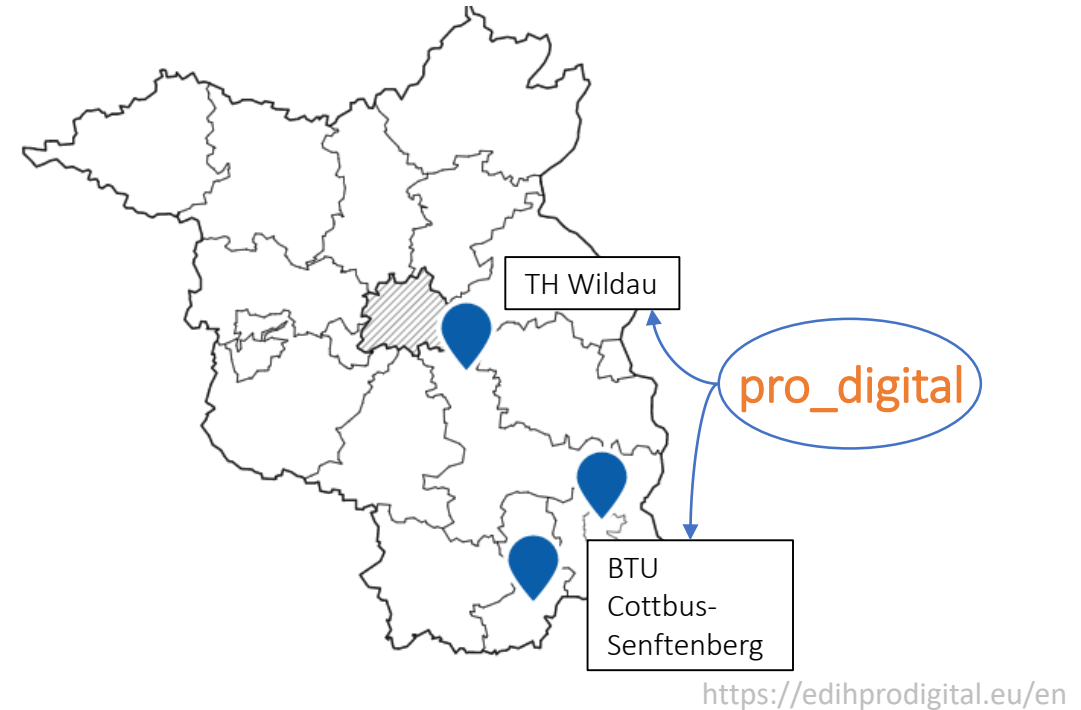 TH Wildau
pro_digital
BTU
Cottbus-
Senftenberg
https://edihprodigital.eu/en